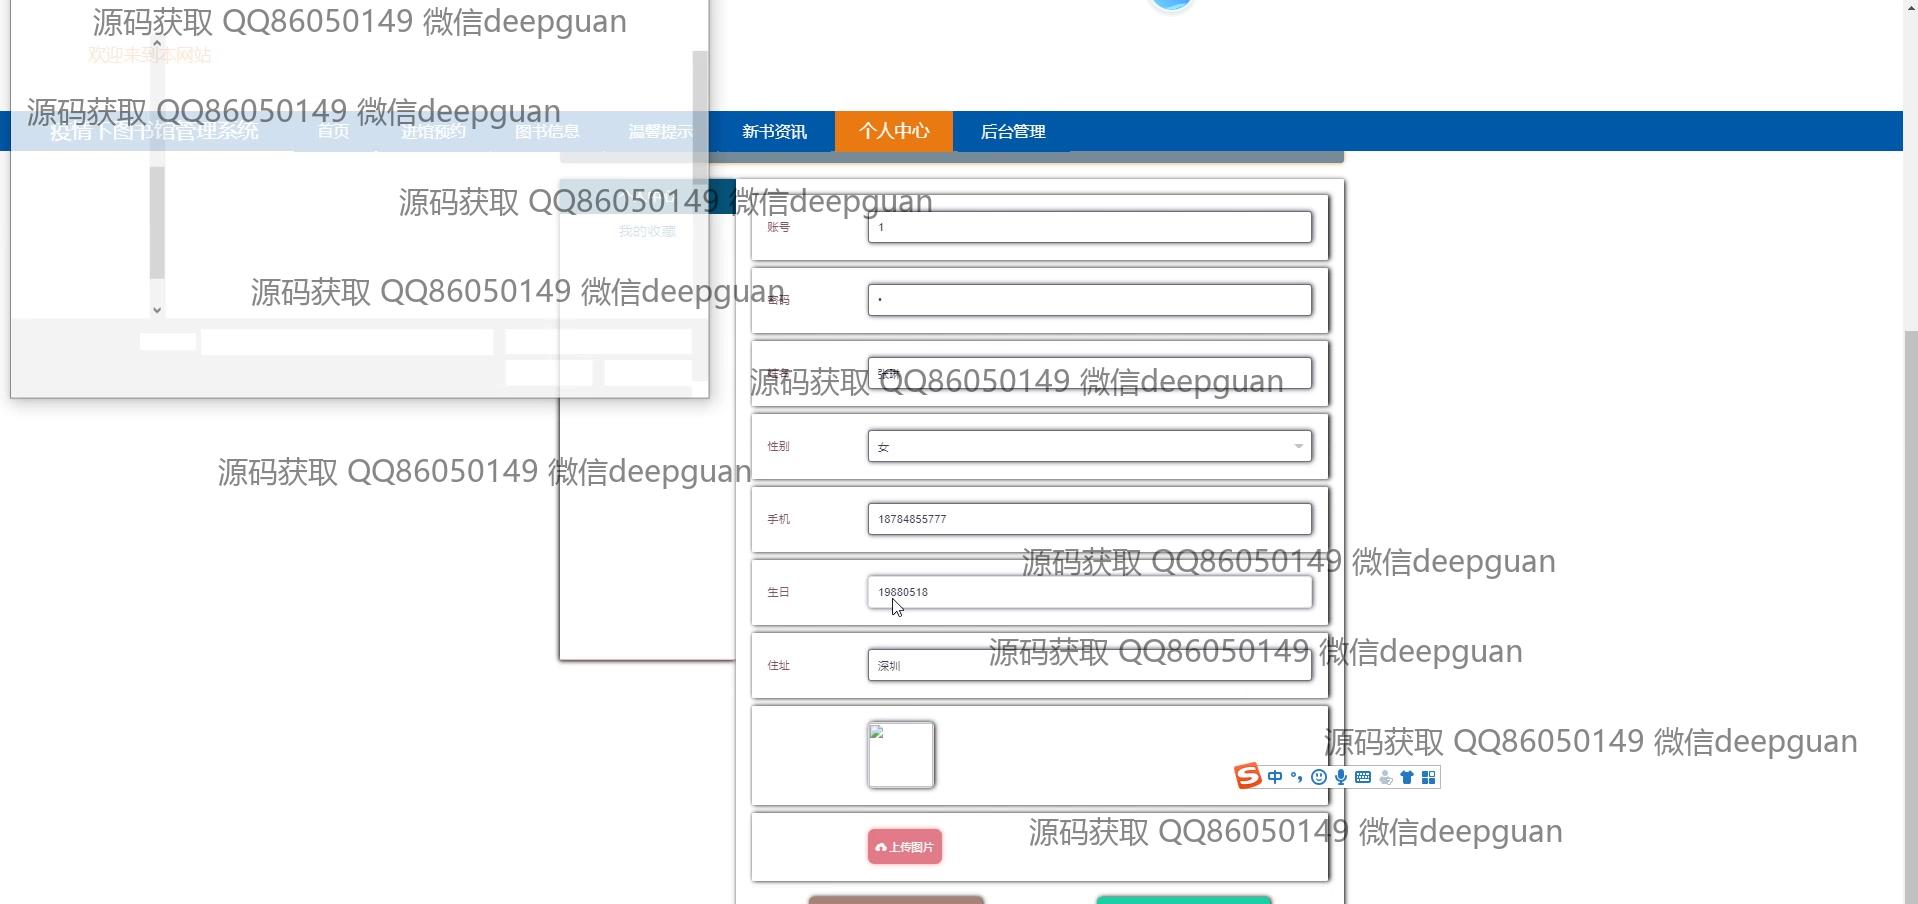 源码获取 QQ86050149 微信deepguan
欢迎来到本网站
源码获取 QQ86050149 微信deepguan
疫情下图书馆管理系统 首页 进馆预约 图书信息 温馨提示 新书资讯 个人中心 后台管理
源码获取 QQ86050149 微信deepguan
账号 1
我的收藏
源码获取 QQ86050149 微信deepguan
密码 •
姓名 张琳
源码获取 QQ86050149 微信deepguan
性别 女
源码获取 QQ86050149 微信deepguan
手机 18784855777
源码获取 QQ86050149 微信deepguan
生日 19880518
源码获取 QQ86050149 微信deepguan
住址 深圳
源码获取 QQ86050149 微信deepguan
中
源码获取 QQ86050149 微信deepguan
上传图片